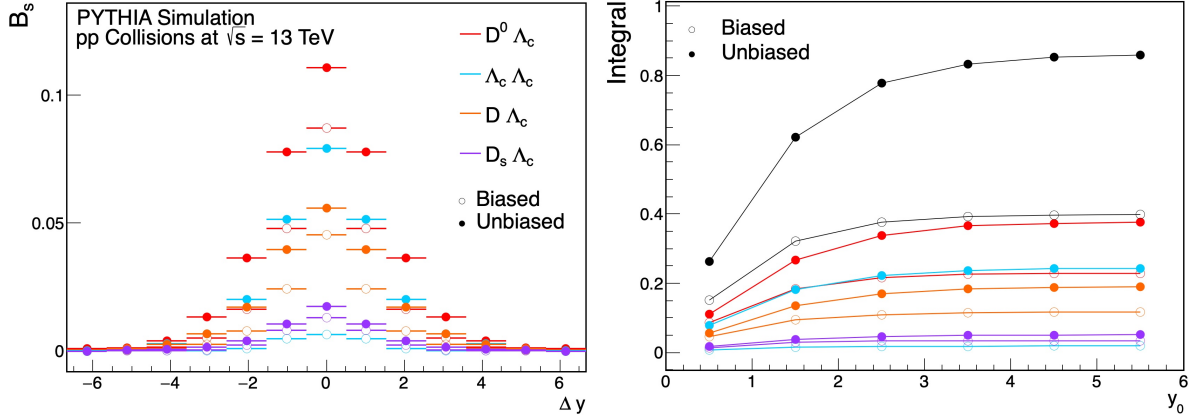 B_s
PYTHIA Simulation
pp Collisions at √s = 13 TeV
D⁰ Λ_c
Λ_c Λ_c
D Λ_c
D_s Λ_c
Biased
Unbiased
0.1
0.05
0
−6 −4 −2 0 2 4 6
Δ y
Integral
Biased
Unbiased
1
0.8
0.6
0.4
0.2
0
0 1 2 3 4 5 6
y₀